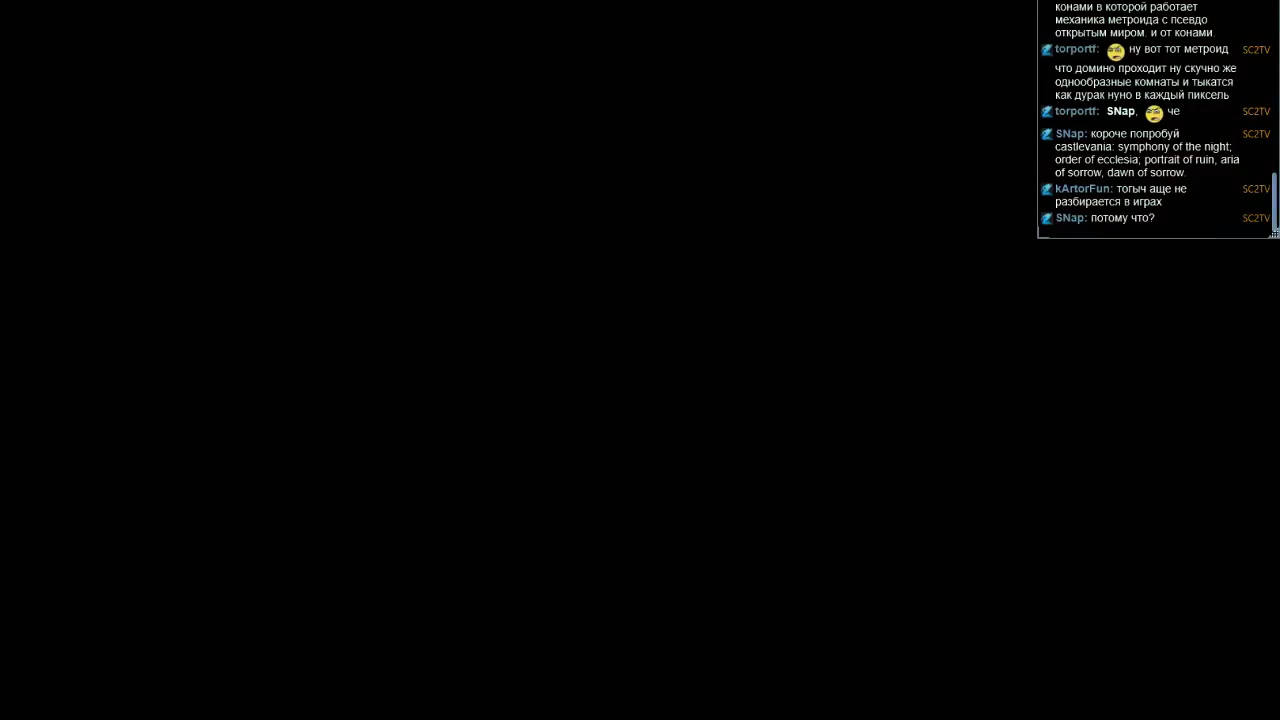 конами в которой работает
механика метроида с псевдо
открытым миром. и от конами.
torportf: ну вот тот метроид SC2TV
что домино проходит ну скучно же
однообразные комнаты и тыкатся
как дурак нуно в каждый пиксель
torportf: SNap, че SC2TV
SNap: короче попробуй SC2TV
castlevania: symphony of the night;
order of ecclesia; portrait of ruin, aria
of sorrow, dawn of sorrow.
kArtorFun: тогыч аще не SC2TV
разбирается в играх
SNap: потому что? SC2TV